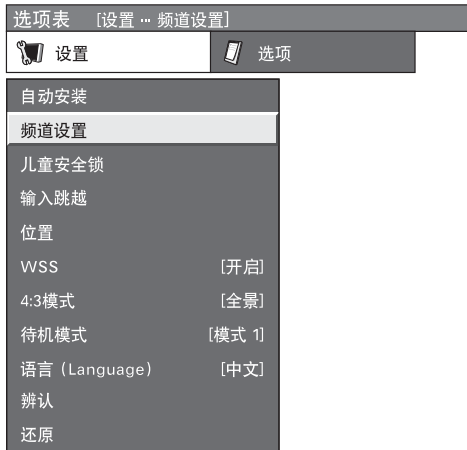 选项表 [设置 ... 频道设置]
设置 选项
自动安装
频道设置
儿童安全锁
输入跳越
位置
WSS [开启]
4:3模式 [全景]
待机模式 [模式 1]
语言（Language） [中文]
辨认
还原